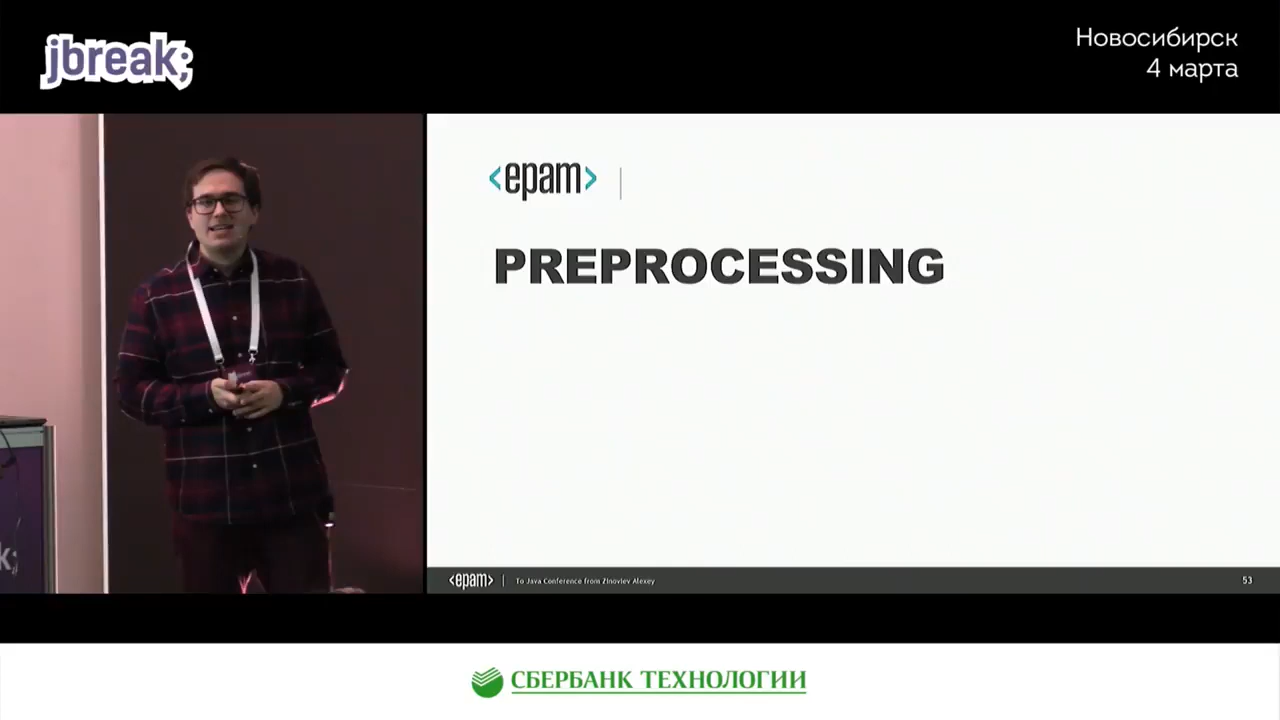 jbreak;
Новосибирск
4 марта
<epam>
PREPROCESSING
k;
<epam> | To Java Conference from Zinoviev Alexey
53
СБЕРБАНК ТЕХНОЛОГИИ